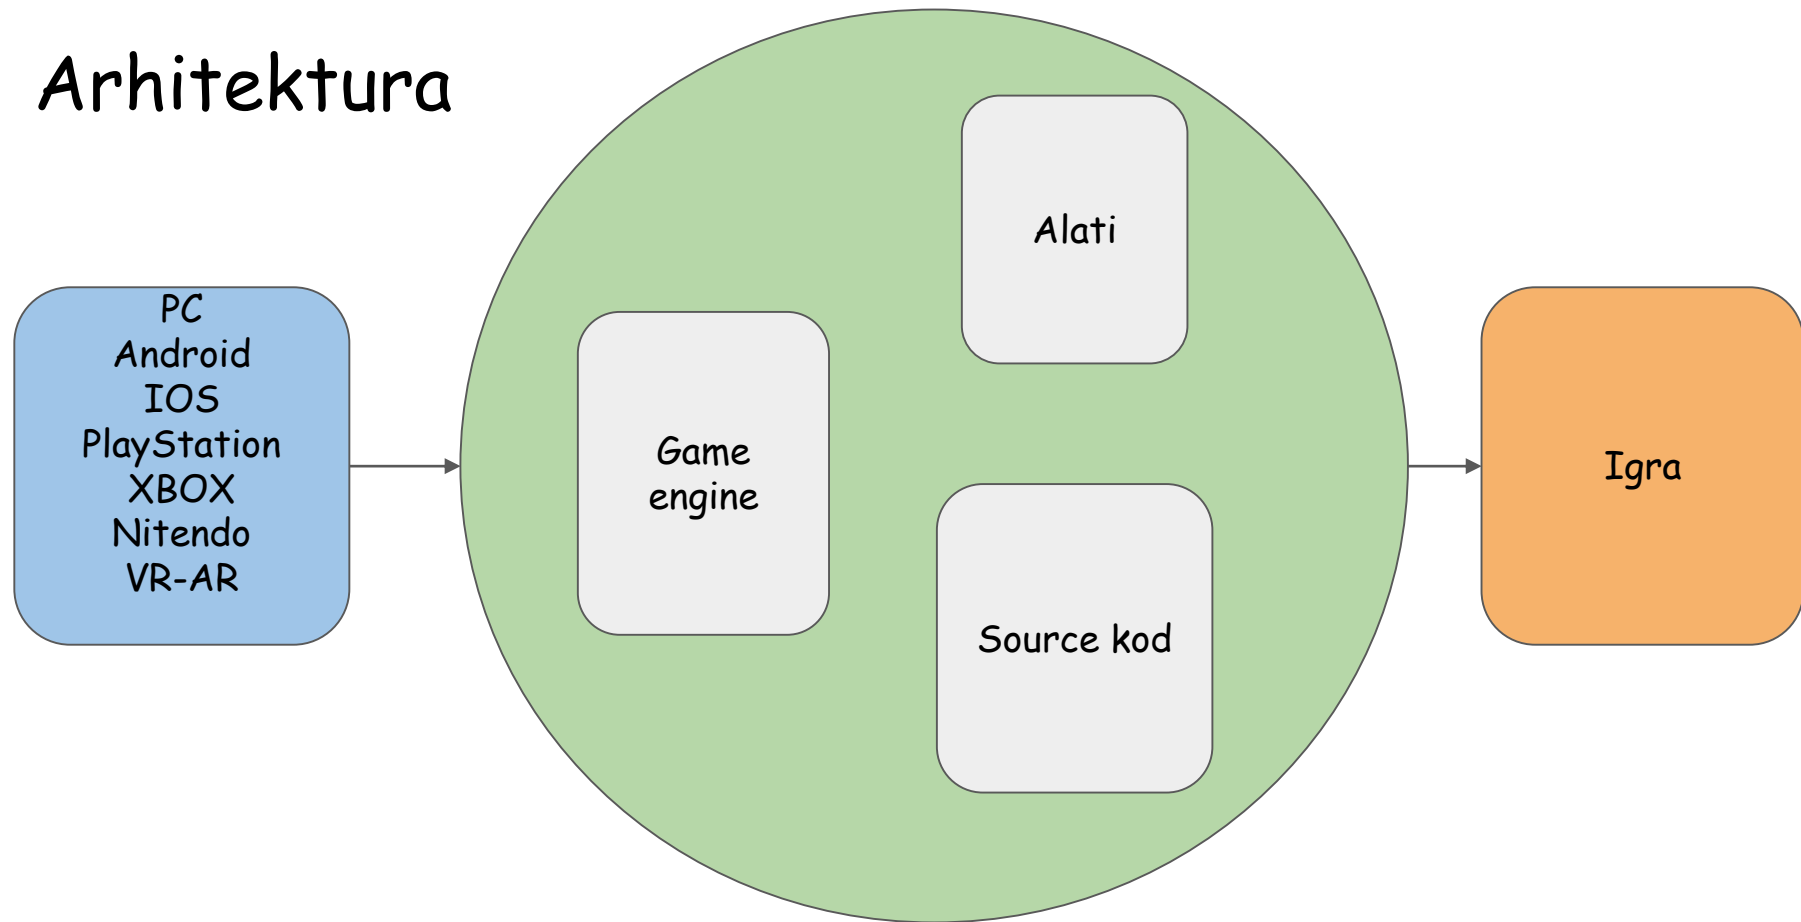 Arhitektura
PC
Android
IOS
PlayStation
XBOX
Nitendo
VR-AR
Game
engine
Alati
Source kod
Igra